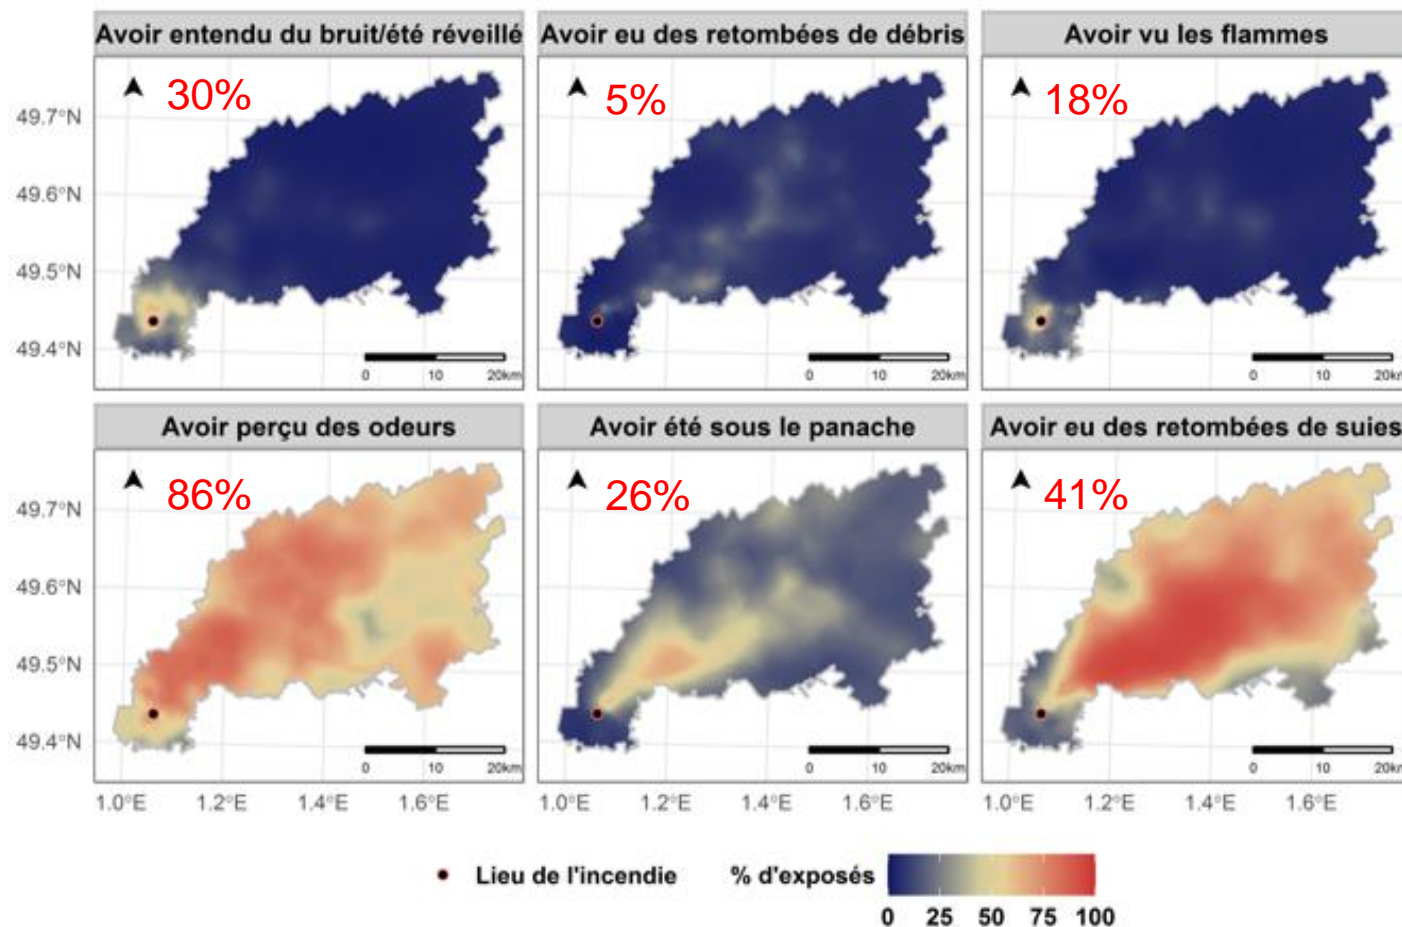 Avoir entendu du bruit/été réveillé
Avoir eu des retombées de débris
Avoir vu les flammes
30%
5%
18%
49.7°N
49.6°N
49.5°N
49.4°N
0 10 20km
0 10 20km
0 10 20km
Avoir perçu des odeurs
Avoir été sous le panache
Avoir eu des retombées de suies
86%
26%
41%
49.7°N
49.6°N
49.5°N
49.4°N
0 10 20km
0 10 20km
0 10 20km
1.0°E 1.2°E 1.4°E 1.6°E
1.0°E 1.2°E 1.4°E 1.6°E
1.0°E 1.2°E 1.4°E 1.6°E
Lieu de l'incendie
% d'exposés
0 25 50 75 100